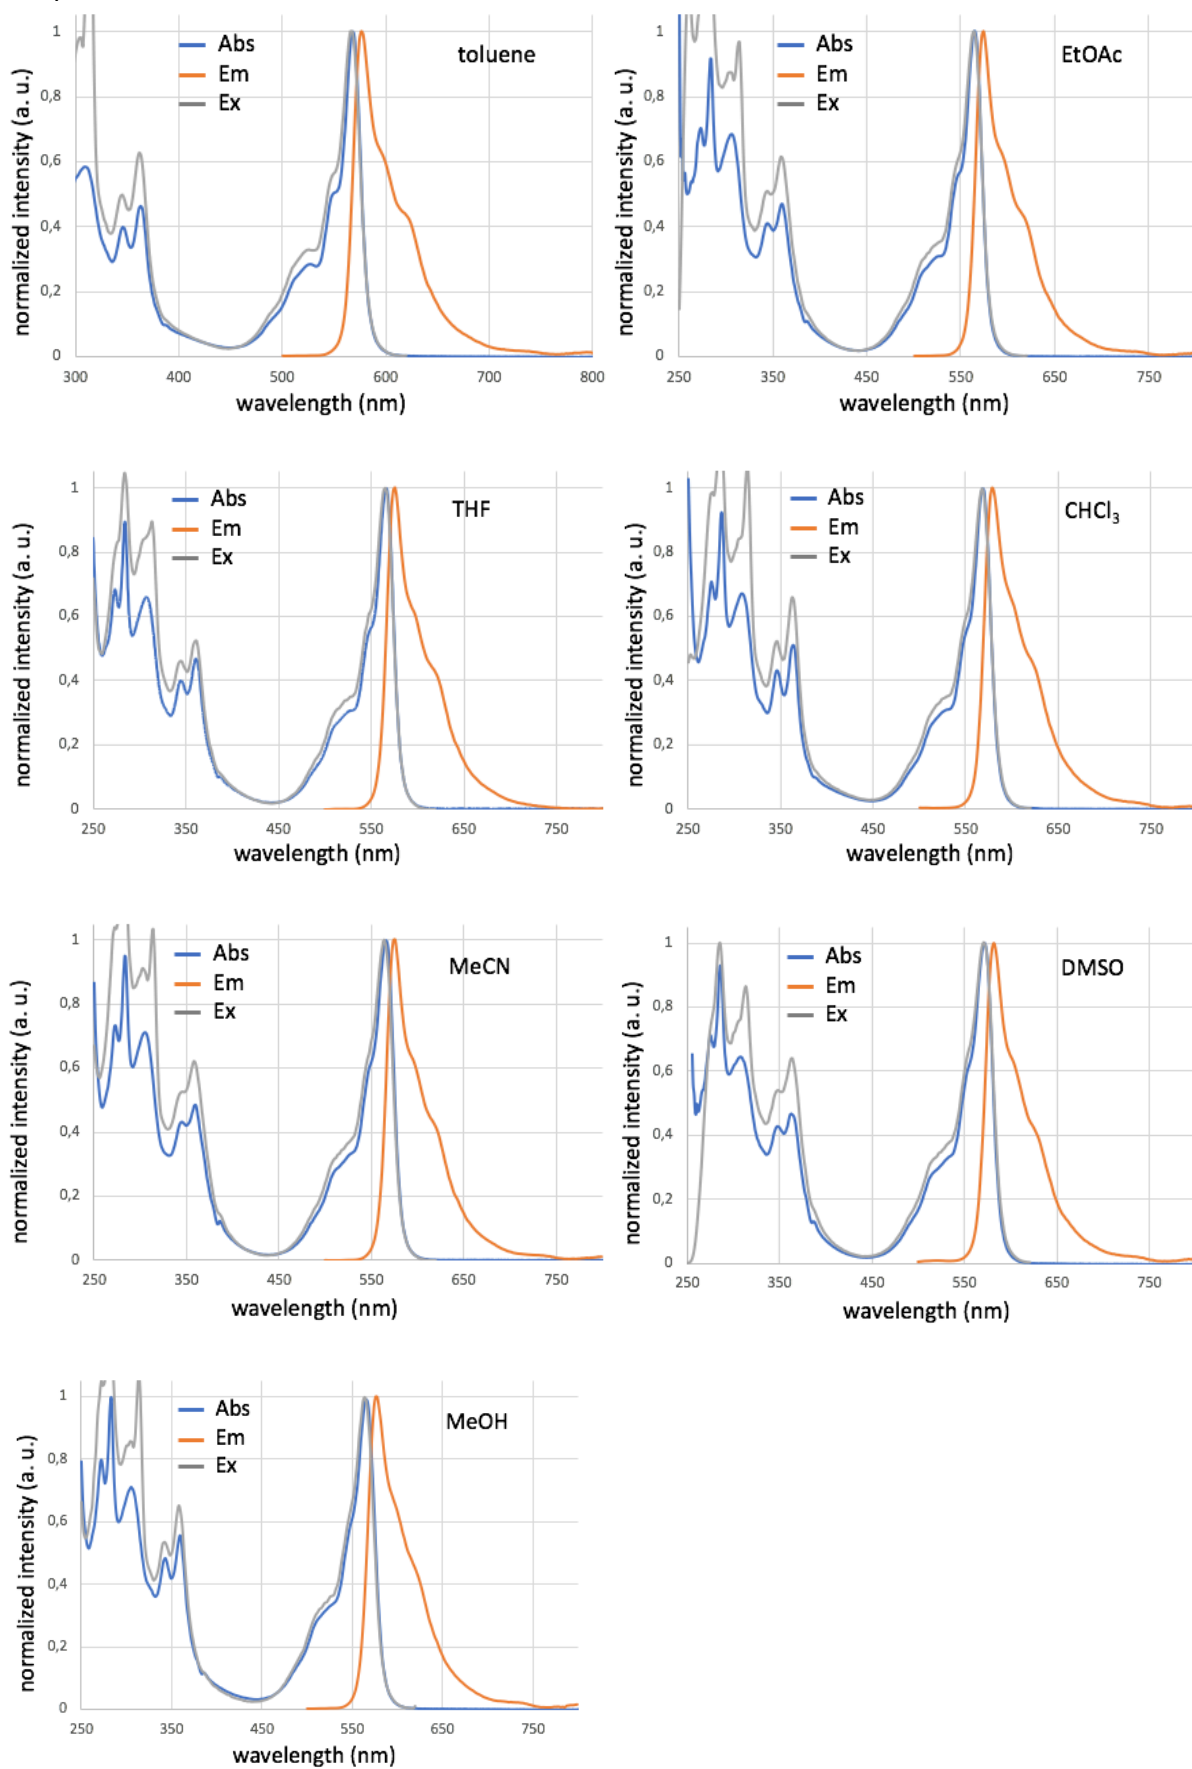 normalized intensity (a. u.)
1
0,8
0,6
0,4
0,2
0
Abs
Em
Ex
toluene
300 400 500 600 700 800
wavelength (nm)
normalized intensity (a. u.)
1
0,8
0,6
0,4
0,2
0
Abs
Em
Ex
EtOAc
250 350 450 550 650 750
wavelength (nm)
normalized intensity (a. u.)
1
0,8
0,6
0,4
0,2
0
Abs
Em
Ex
THF
250 350 450 550 650 750
wavelength (nm)
normalized intensity (a. u.)
1
0,8
0,6
0,4
0,2
0
Abs
Em
Ex
CHCl₃
250 350 450 550 650 750
wavelength (nm)
normalized intensity (a. u.)
1
0,8
0,6
0,4
0,2
0
Abs
Em
Ex
MeCN
250 350 450 550 650 750
wavelength (nm)
normalized intensity (a. u.)
1
0,8
0,6
0,4
0,2
0
Abs
Em
Ex
DMSO
250 350 450 550 650 750
wavelength (nm)
normalized intensity (a. u.)
1
0,8
0,6
0,4
0,2
0
Abs
Em
Ex
MeOH
250 350 450 550 650 750
wavelength (nm)